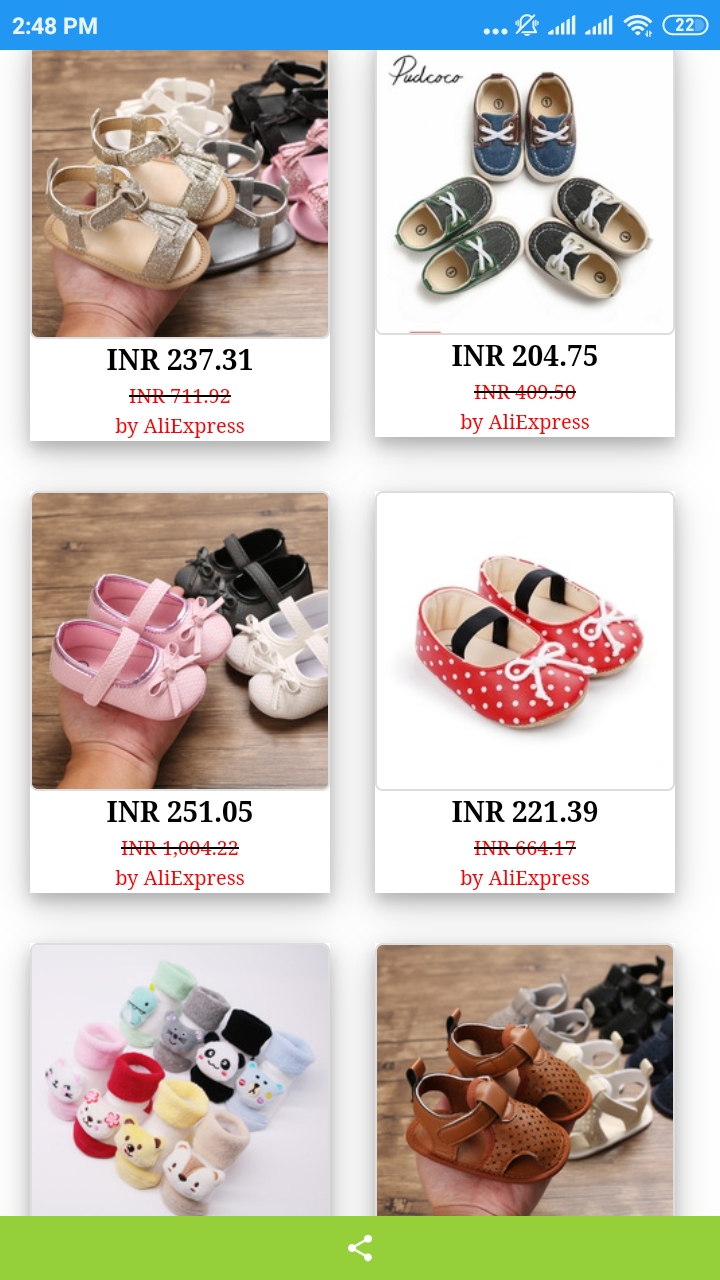 2:48 PM
22
Pudcoco
INR 237.31
INR 711.92
by AliExpress
INR 204.75
INR 409.50
by AliExpress
INR 251.05
INR 1,004.22
by AliExpress
INR 221.39
INR 664.17
by AliExpress